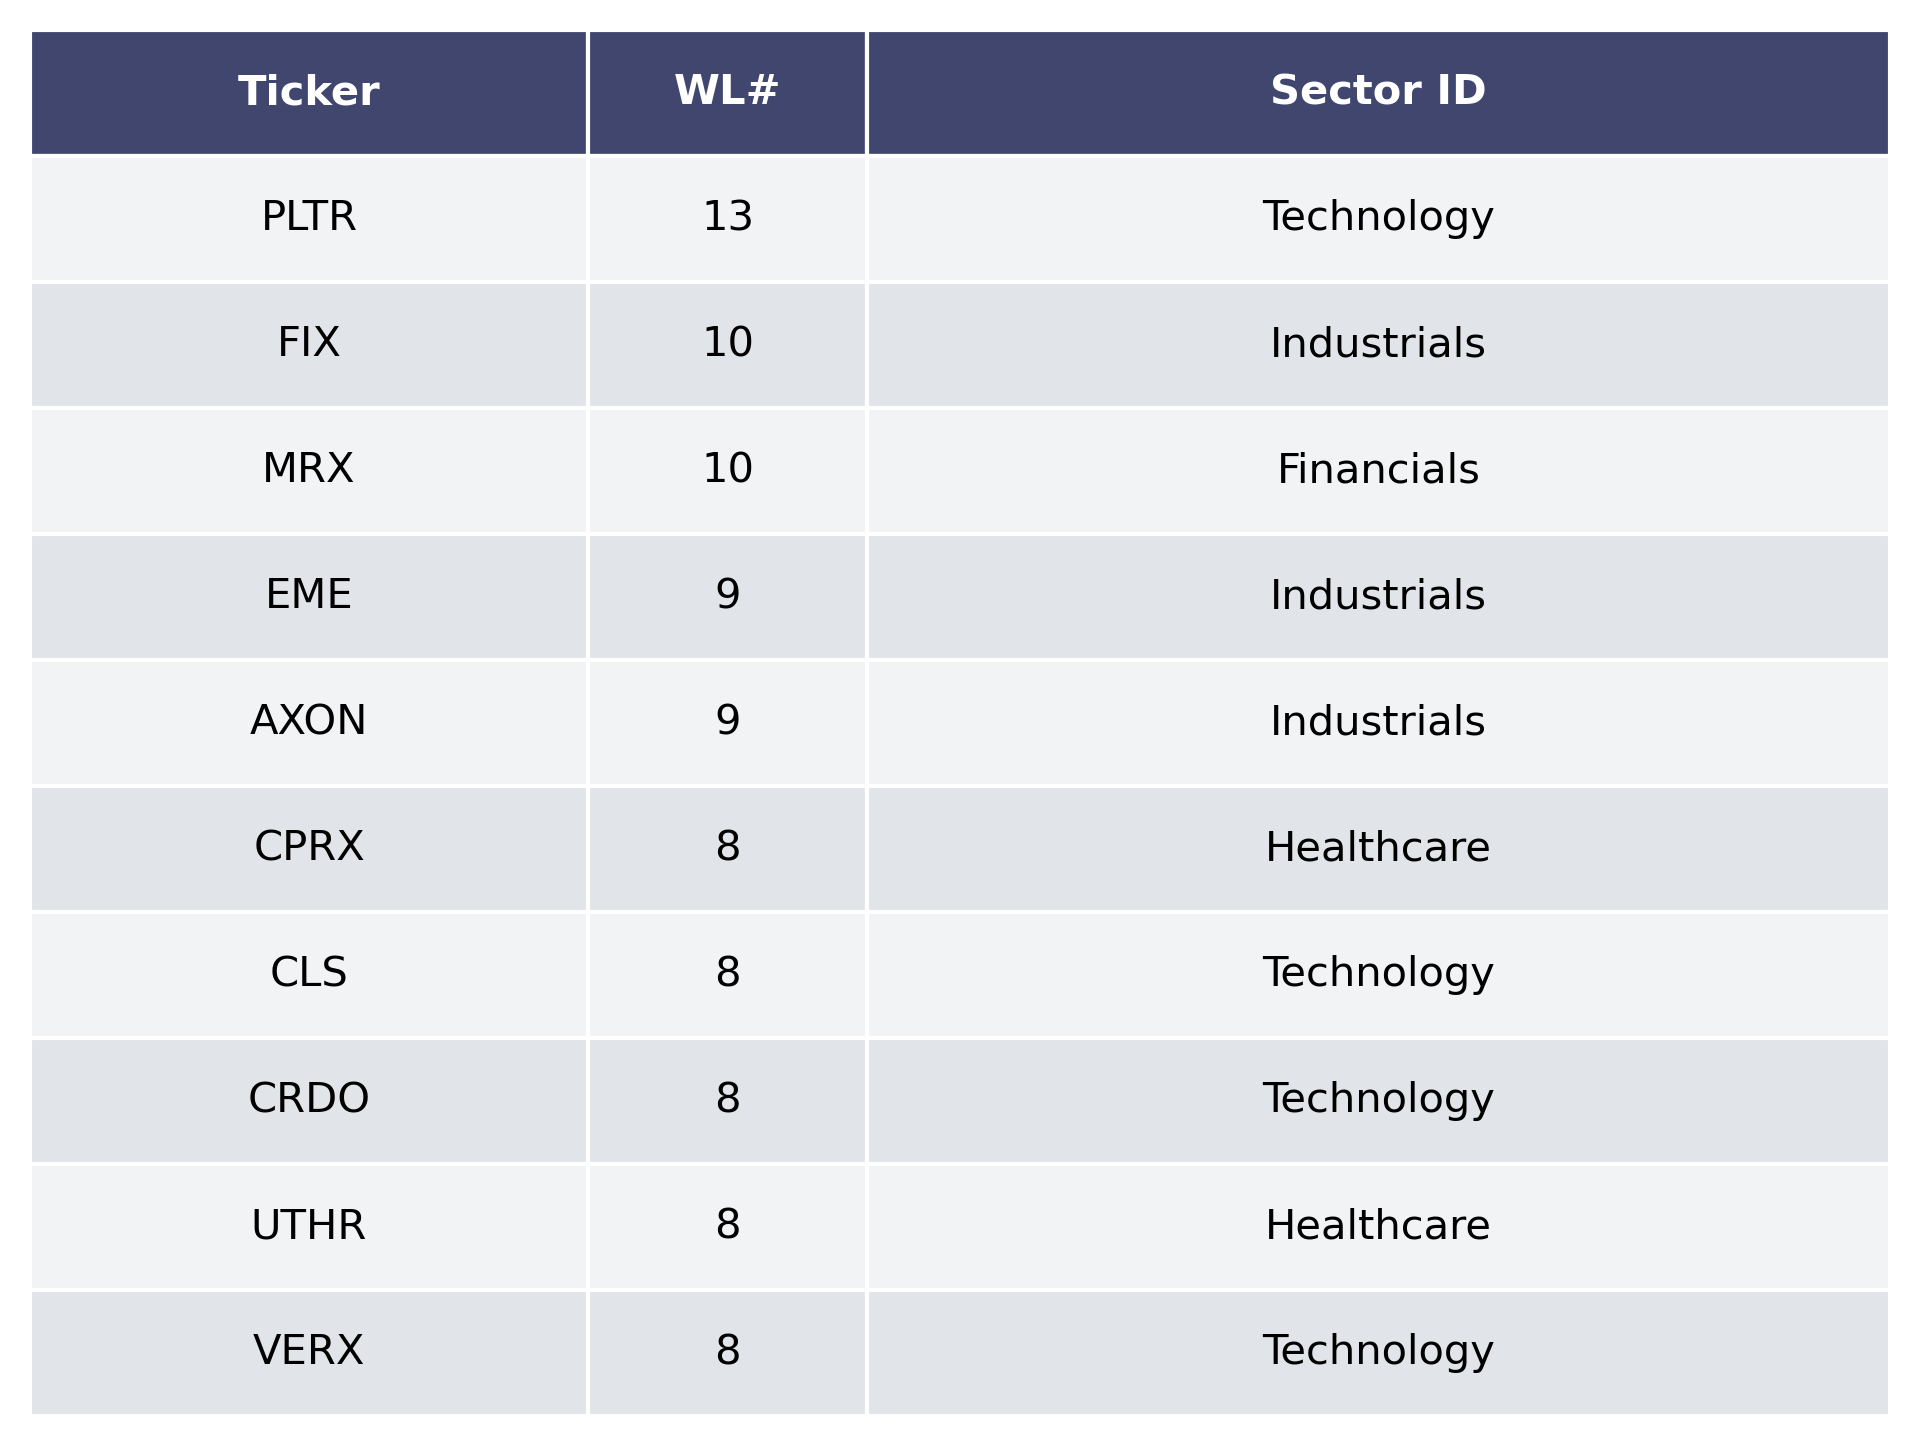 Ticker WL# Sector ID
PLTR 13 Technology
FIX 10 Industrials
MRX 10 Financials
EME 9 Industrials
AXON 9 Industrials
CPRX 8 Healthcare
CLS 8 Technology
CRDO 8 Technology
UTHR 8 Healthcare
VERX 8 Technology